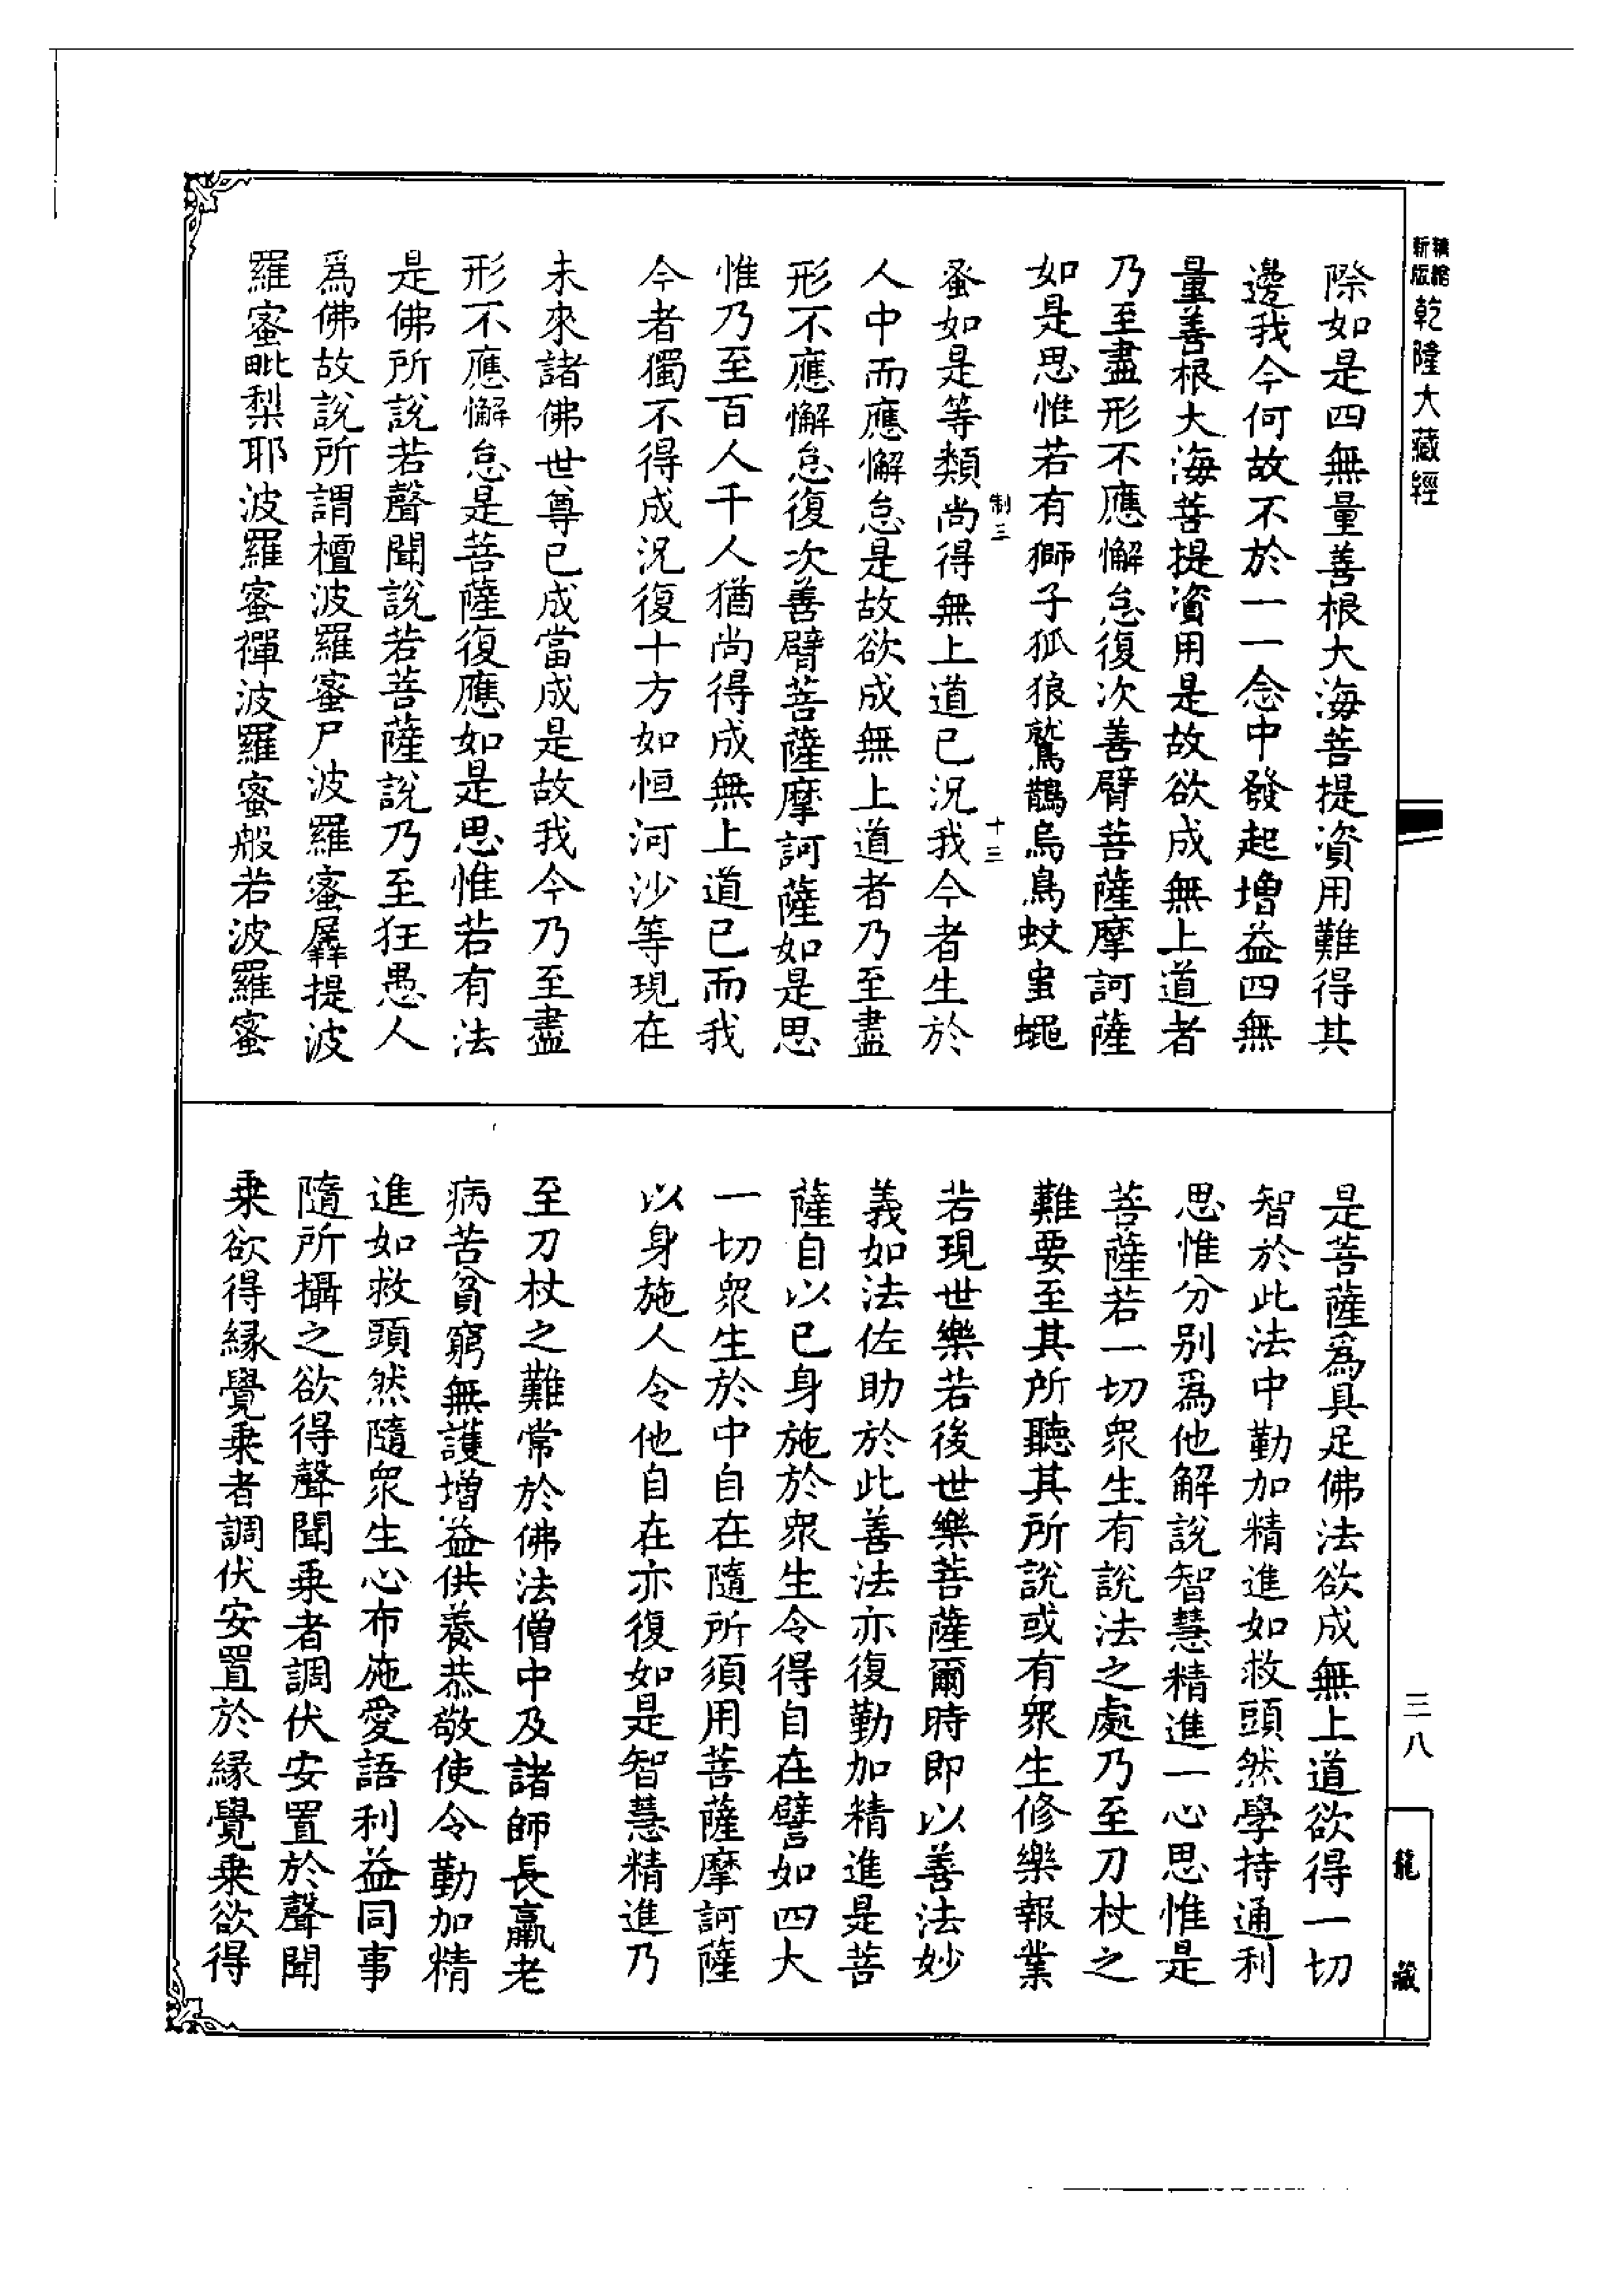 精縮新版乾隆大藏經
際如是四無量善根大海菩提資用難得其
邊我今何故不於一一念中發起增益四無
量善根大海菩提資用是故欲成無上道者
乃至盡形不應懈怠復次善臂菩薩摩訶薩
如是思惟若有獅子狐狼鷲鵲烏鳥蚊虽蠅
制三
十三
蚤如是等類尚得無上道已況我今者生於
人中而應懈怠是故欲成無上道者乃至盡
形不應懈怠復次善臂菩薩摩訶薩如是思
惟乃至百人千人猶尚得成無上道已而我
今者獨不得成況復十方如恒河沙等現在
未來諸佛世尊已成當成是故我今乃至盡
形不應懈怠是菩薩復應如是思惟若有法
是佛所說若聲聞說若菩薩說乃至狂愚人
爲佛故說所謂檀波羅蜜尸波羅蜜羼提波
羅蜜毗梨耶波羅蜜禪波羅蜜般若波羅蜜
是菩薩爲具足佛法欲成無上道欲得一切
智於此法中勤加精進如救頭然學持通利
思惟分別爲他解說智慧精進一心思惟是
菩薩若一切衆生有說法之處乃至刀杖之
難要至其所聽其所說或有衆生修樂報業
若現世樂若後世樂菩薩爾時即以善法妙
義如法佐助於此善法亦復勤加精進是菩
薩自以已身施於衆生令得自在譬如四大
一切衆生於中自在隨所須用菩薩摩訶薩
以身施人令他自在亦復如是智慧精進乃
至刀杖之難常於佛法僧中及諸師長羸老
病苦貧窮無護增益供養恭敬使令勤加精
進如救頭然隨衆生心布施愛語利益同事
隨所攝之欲得聲聞乘者調伏安置於聲聞
乘欲得緣覺乘者調伏安置於緣覺乘欲得
三八
龍藏